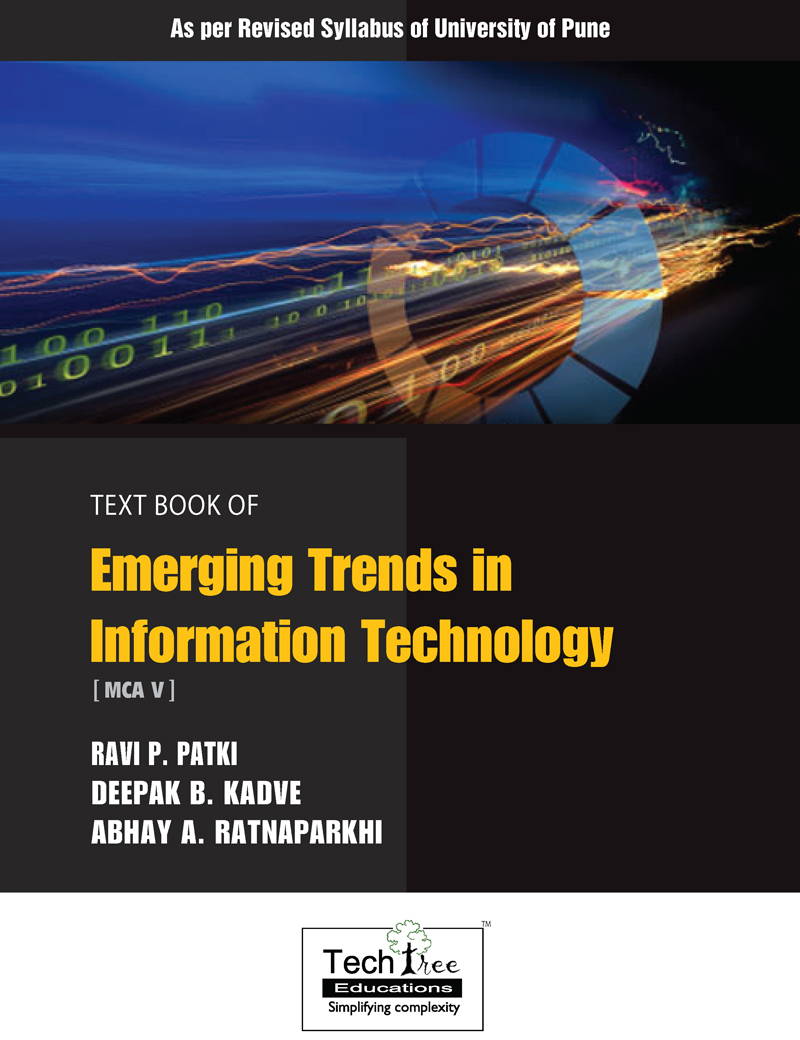 As per Revised Syllabus of University of Pune
TEXT BOOK OF
Emerging Trends in
Information Technology
[ MCA V ]
RAVI P. PATKI
DEEPAK B. KADVE
ABHAY A. RATNAPARKHI
TM
Tech Tree
Educations
Simplifying complexity